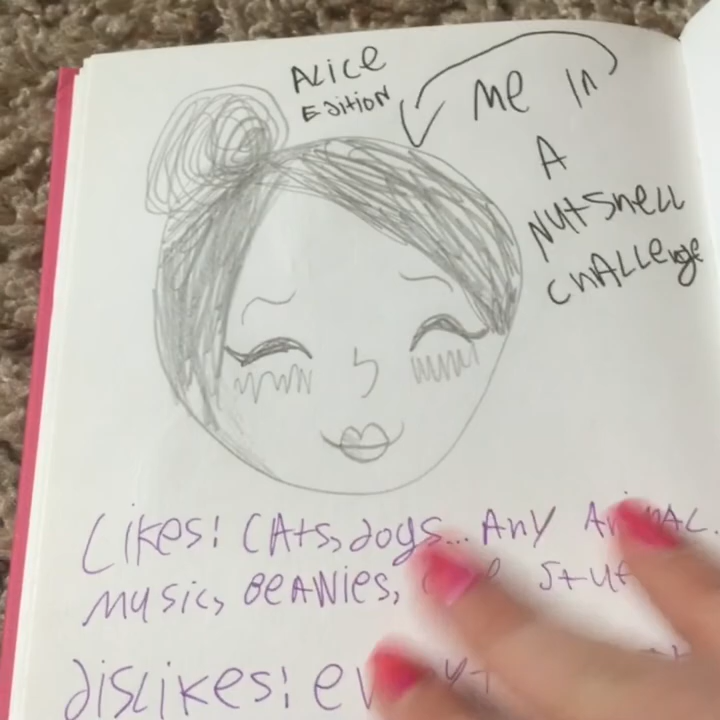 ALice
Edition
Me In
A
NutSHeLL
CHALLenge
Likes: CAts, dogs... Any
Music, BeANies,
disLikes: